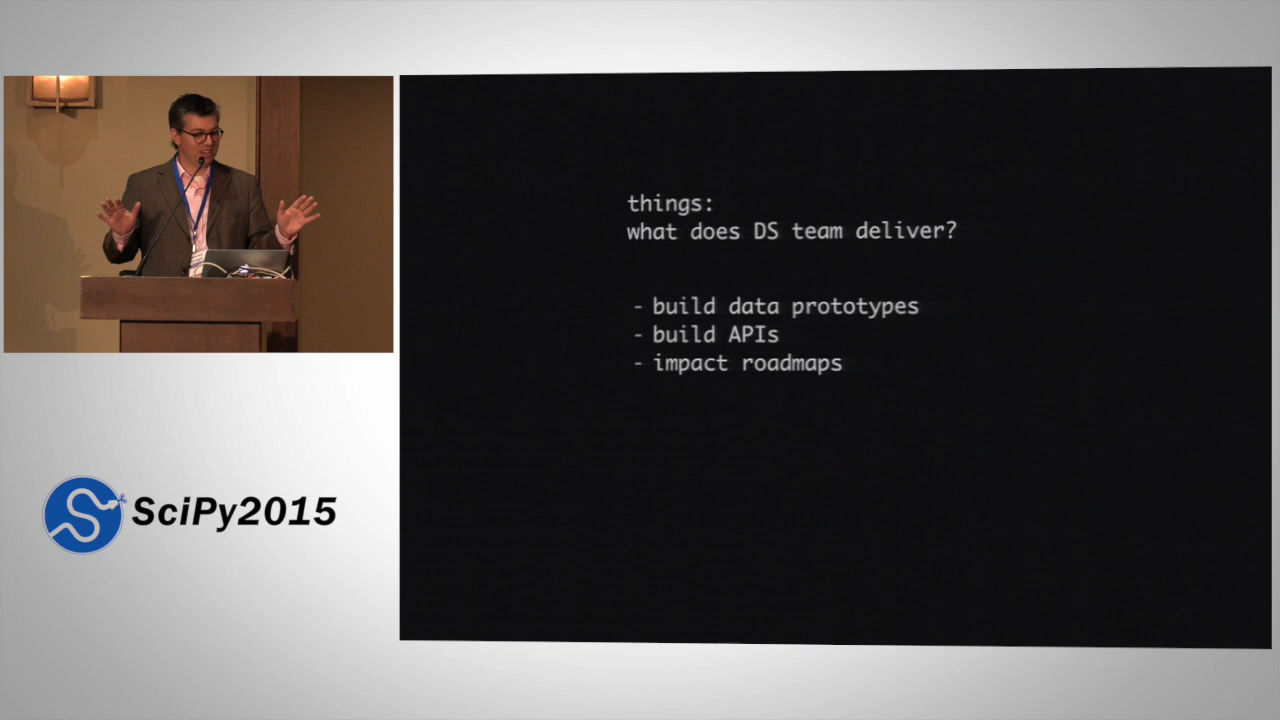 things:
what does DS team deliver?
- build data prototypes
- build APIs
- impact roadmaps
SciPy2015